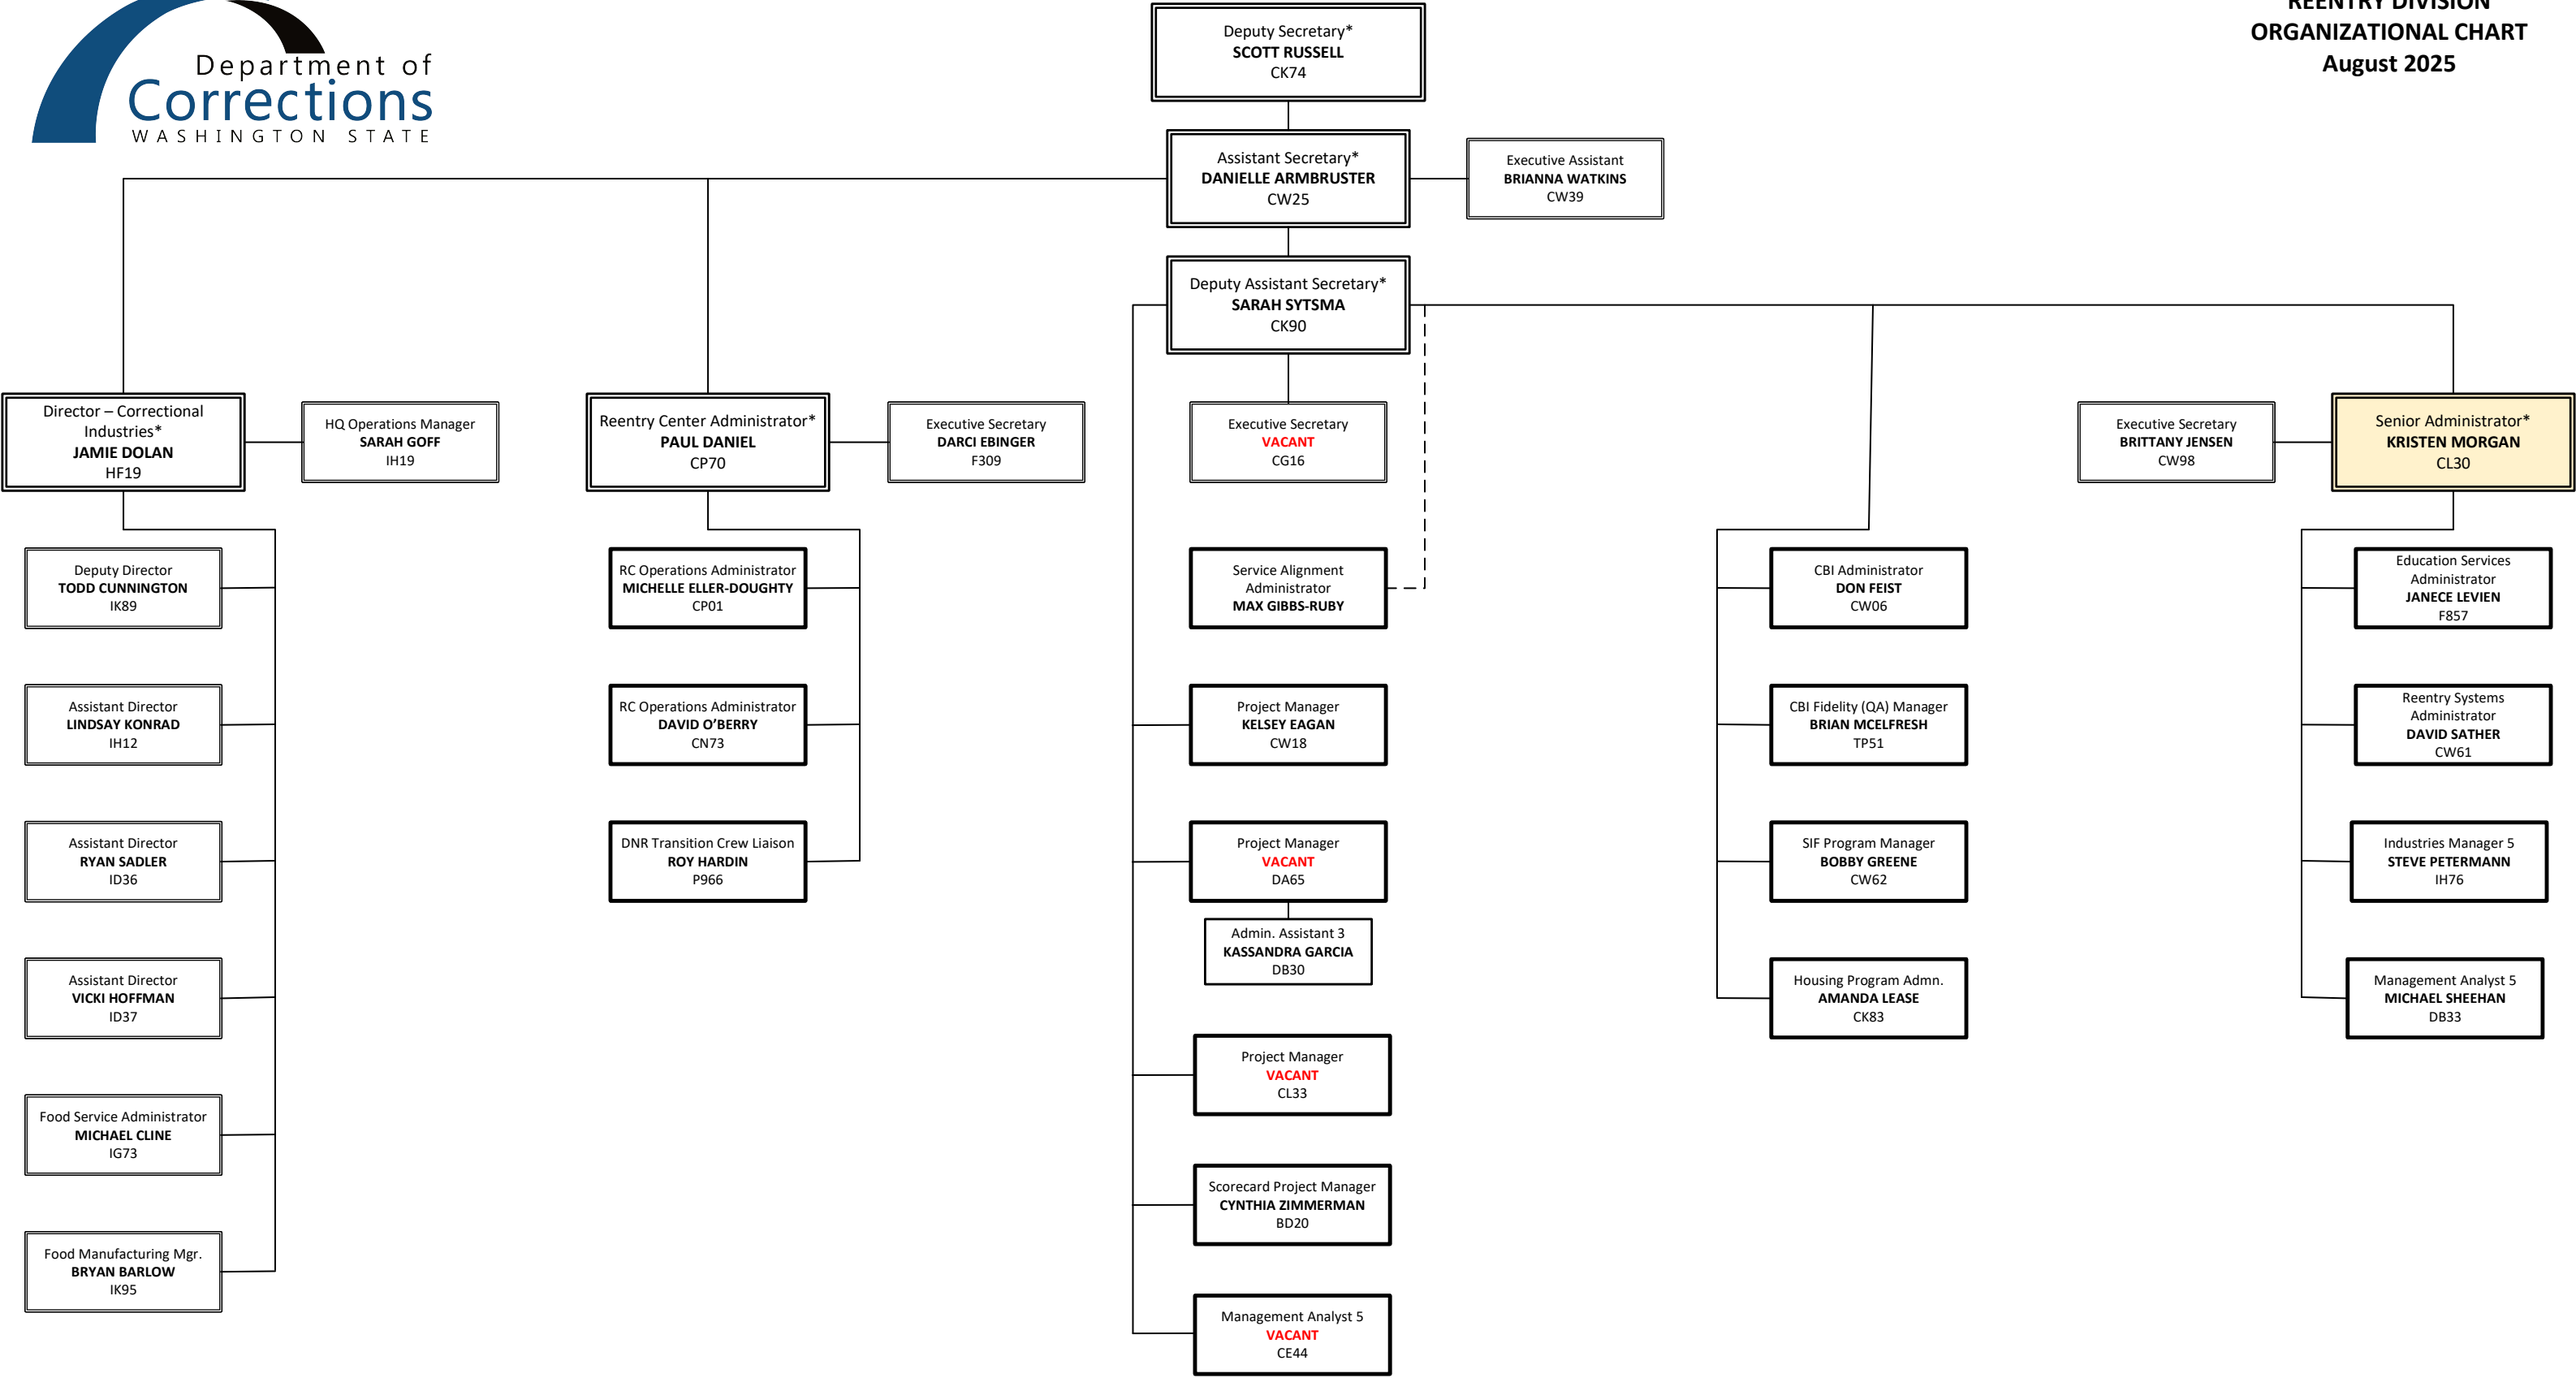 Department of
Corrections
WASHINGTON STATE
REENTRY DIVISION
ORGANIZATIONAL CHART
August 2025
Deputy Secretary*
SCOTT RUSSELL
CK74
Assistant Secretary*
DANIELLE ARMBRUSTER
CW25
Executive Assistant
BRIANNA WATKINS
CW39
Deputy Assistant Secretary*
SARAH SYTSMA
CK90
Director – Correctional
Industries*
JAMIE DOLAN
HF19
HQ Operations Manager
SARAH GOFF
IH19
Reentry Center Administrator*
PAUL DANIEL
CP70
Executive Secretary
DARCI EBINGER
F309
Executive Secretary
VACANT
CG16
Executive Secretary
BRITTANY JENSEN
CW98
Senior Administrator*
KRISTEN MORGAN
CL30
Deputy Director
TODD CUNNINGTON
IK89
Assistant Director
LINDSAY KONRAD
IH12
Assistant Director
RYAN SADLER
ID36
Assistant Director
VICKI HOFFMAN
ID37
Food Service Administrator
MICHAEL CLINE
IG73
Food Manufacturing Mgr.
BRYAN BARLOW
IK95
RC Operations Administrator
MICHELLE ELLER-DOUGHTY
CP01
RC Operations Administrator
DAVID O’BERRY
CN73
DNR Transition Crew Liaison
ROY HARDIN
P966
Service Alignment
Administrator
MAX GIBBS-RUBY
Project Manager
KELSEY EAGAN
CW18
Project Manager
VACANT
DA65
Admin. Assistant 3
KASSANDRA GARCIA
DB30
Project Manager
VACANT
CL33
Scorecard Project Manager
CYNTHIA ZIMMERMAN
BD20
Management Analyst 5
VACANT
CE44
CBI Administrator
DON FEIST
CW06
CBI Fidelity (QA) Manager
BRIAN MCELFRESH
TP51
SIF Program Manager
BOBBY GREENE
CW62
Housing Program Admn.
AMANDA LEASE
CK83
Education Services
Administrator
JANECE LEVIEN
F857
Reentry Systems
Administrator
DAVID SATHER
CW61
Industries Manager 5
STEVE PETERMANN
IH76
Management Analyst 5
MICHAEL SHEEHAN
DB33